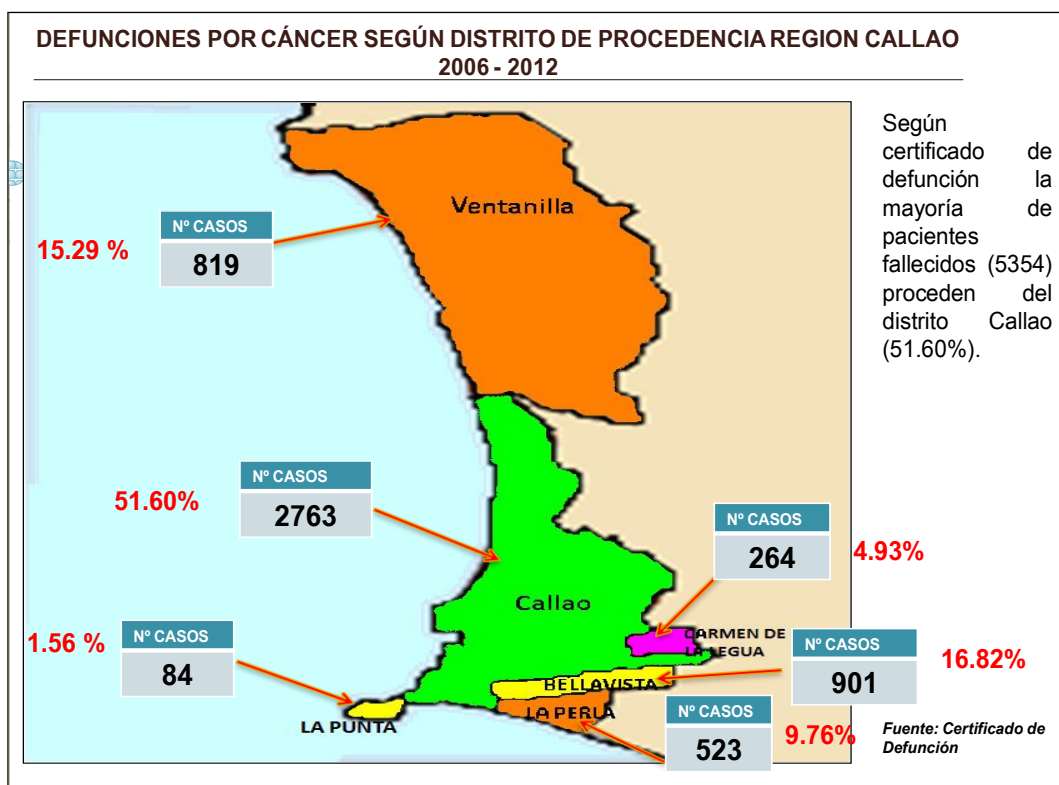 DEFUNCIONES POR CÁNCER SEGÚN DISTRITO DE PROCEDENCIA REGION CALLAO
2006 - 2012
Según
certificado de
defunción la
mayoría de
pacientes
fallecidos (5354)
proceden del
distrito Callao
(51.60%).
Ventanilla
15.29 %
Nº CASOS
819
51.60%
Nº CASOS
2763
Nº CASOS
264
4.93%
Callao
CARMEN DE
LA LEGUA
1.56 %
Nº CASOS
84
Nº CASOS
901
16.82%
BELLAVISTA
LA PUNTA
LA PERLA
Nº CASOS
523
9.76%
Fuente: Certificado de
Defunción